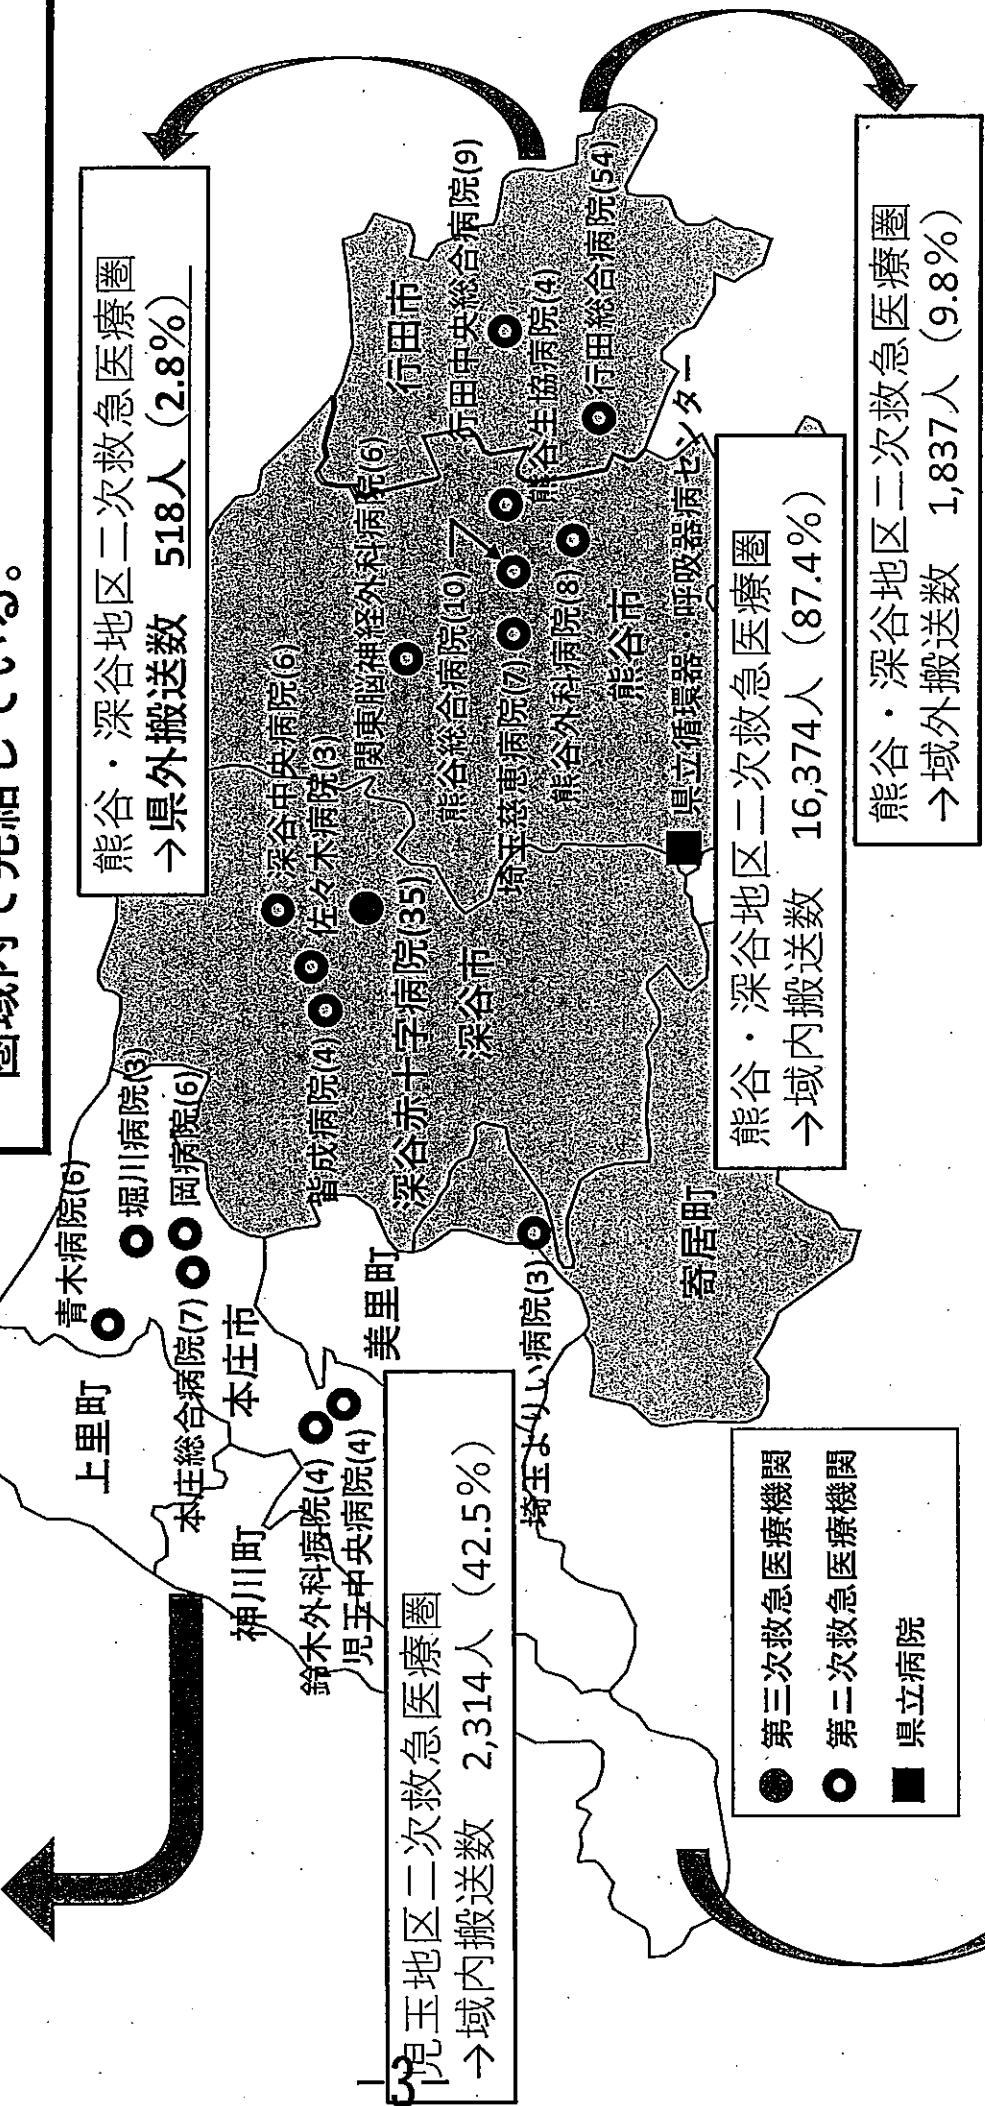 圏域内で完結している。
熊谷・深谷地区二次救急医療圏
→県外搬送数 518人（2.8%）
青木病院(6)
堀川病院(3)
岡病院(6)
上里町
本庄総合病院(7)
本庄市
神川町
鈴木外科病院(4)
児玉中央病院(4)
美里町
深谷中央病院(6)
佐々木病院(3)
皆成病院(4)
深谷赤十字病院(35)
深谷市
関東脳神経外科病院(6)
行田市
行田中央総合病院(9)
熊谷総合病院(10)
熊谷生協病院(4)
埼玉慈恵病院(7)
熊谷外科病院(8)
行田総合病院(54)
熊谷市
県立循環器・呼吸器病センター
埼玉よりい病院(3)
寄居町
児玉地区二次救急医療圏
→域内搬送数 2,314人（42.5%）
熊谷・深谷地区二次救急医療圏
→域内搬送数 16,374人（87.4%）
熊谷・深谷地区二次救急医療圏
→域外搬送数 1,837人（9.8%）
第三次救急医療機関
第二次救急医療機関
県立病院
-3-